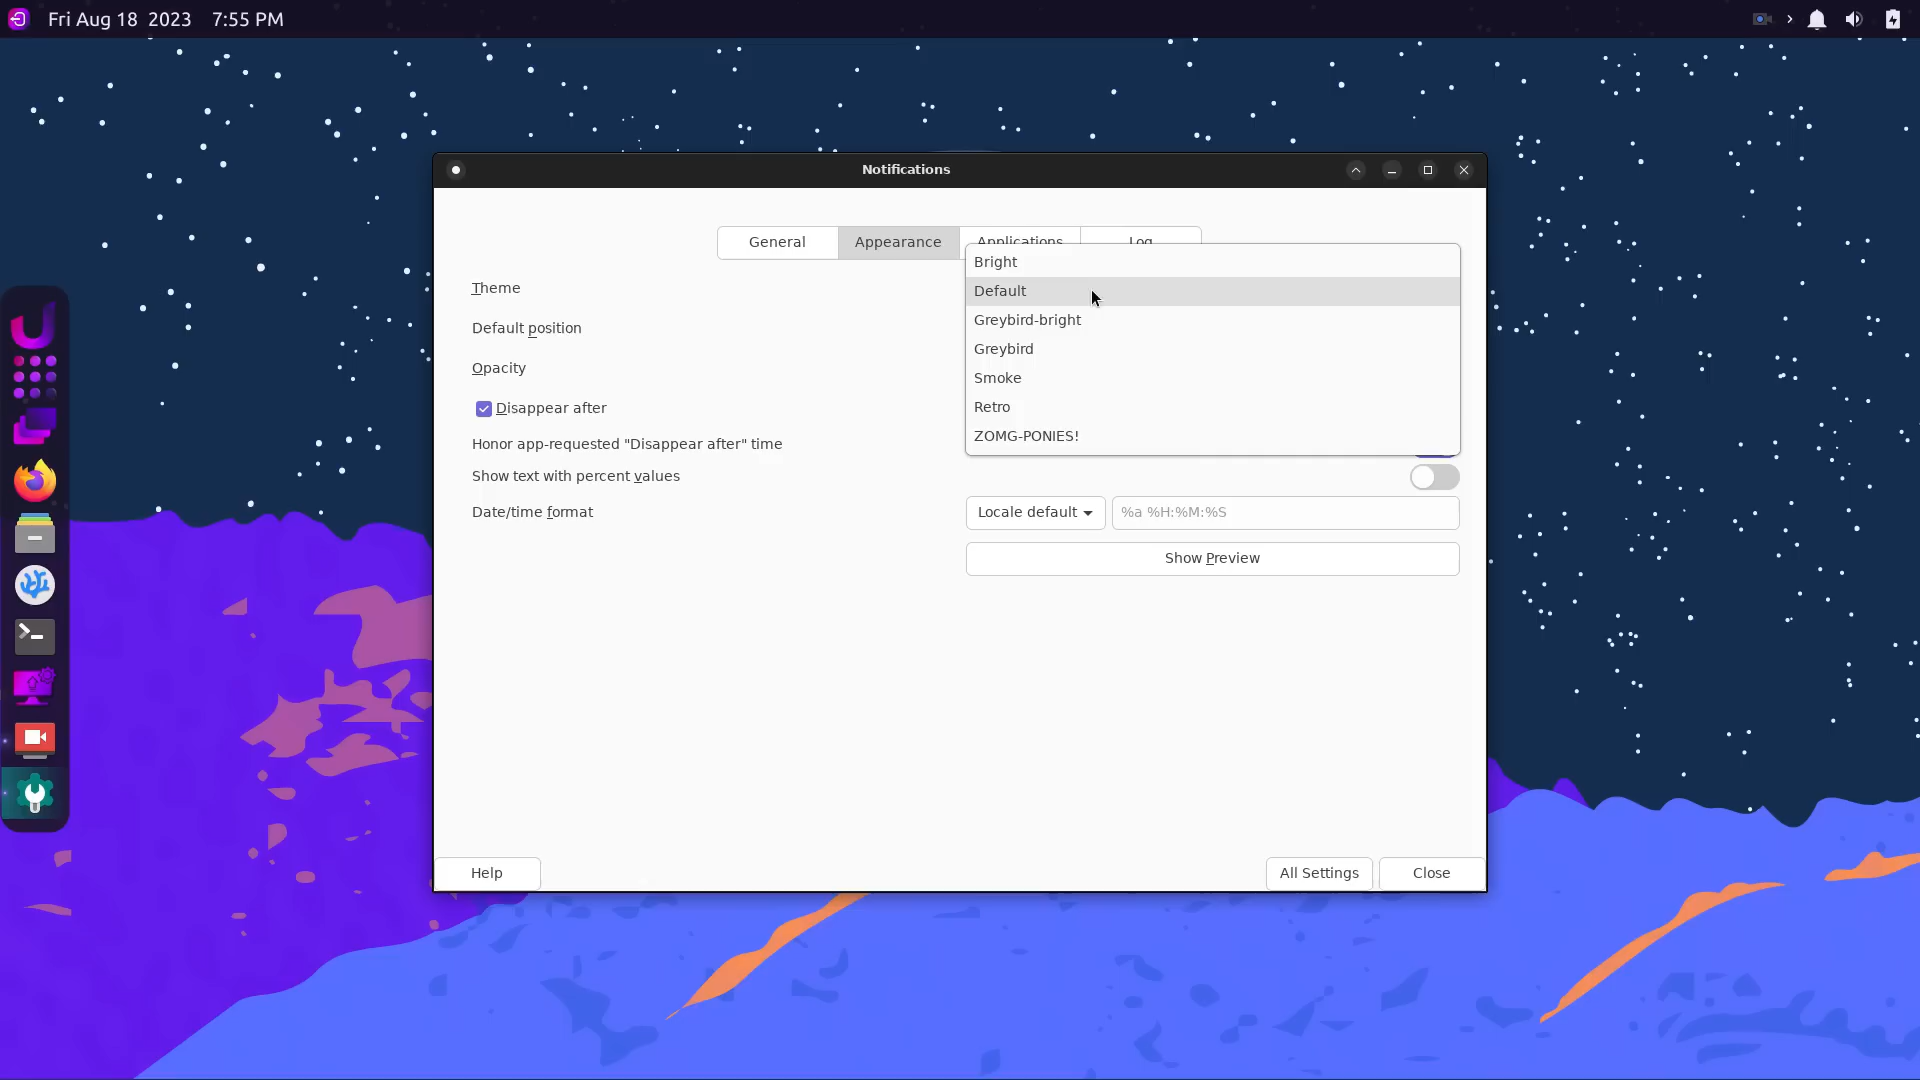 Fri Aug 18  2023   7:55 PM
Notifications
General
Appearance
Applications
Log
Theme
Bright
Default
Default position
Greybird-bright
Greybird
Opacity
Smoke
Disappear after
Retro
Honor app-requested "Disappear after" time
ZOMG-PONIES!
Show text with percent values
Date/time format
Locale default
%a %H:%M:%S
Show Preview
Help
All Settings
Close